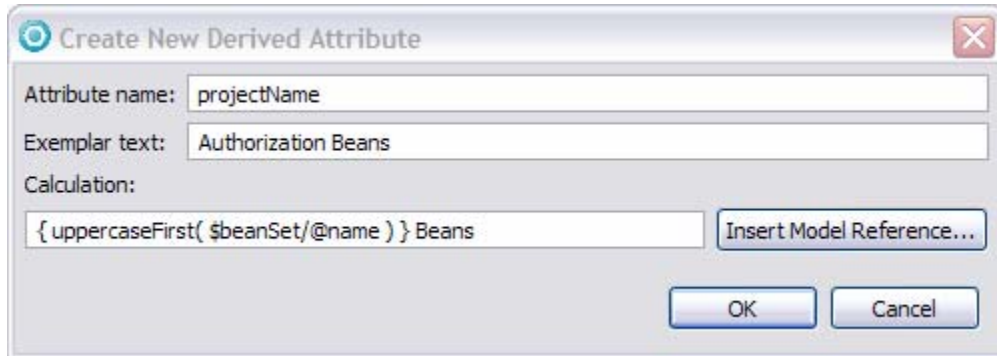 Create New Derived Attribute
Attribute name: projectName
Exemplar text: Authorization Beans
Calculation:
{ uppercaseFirst( $beanSet/@name ) } Beans Insert Model Reference...
OK Cancel